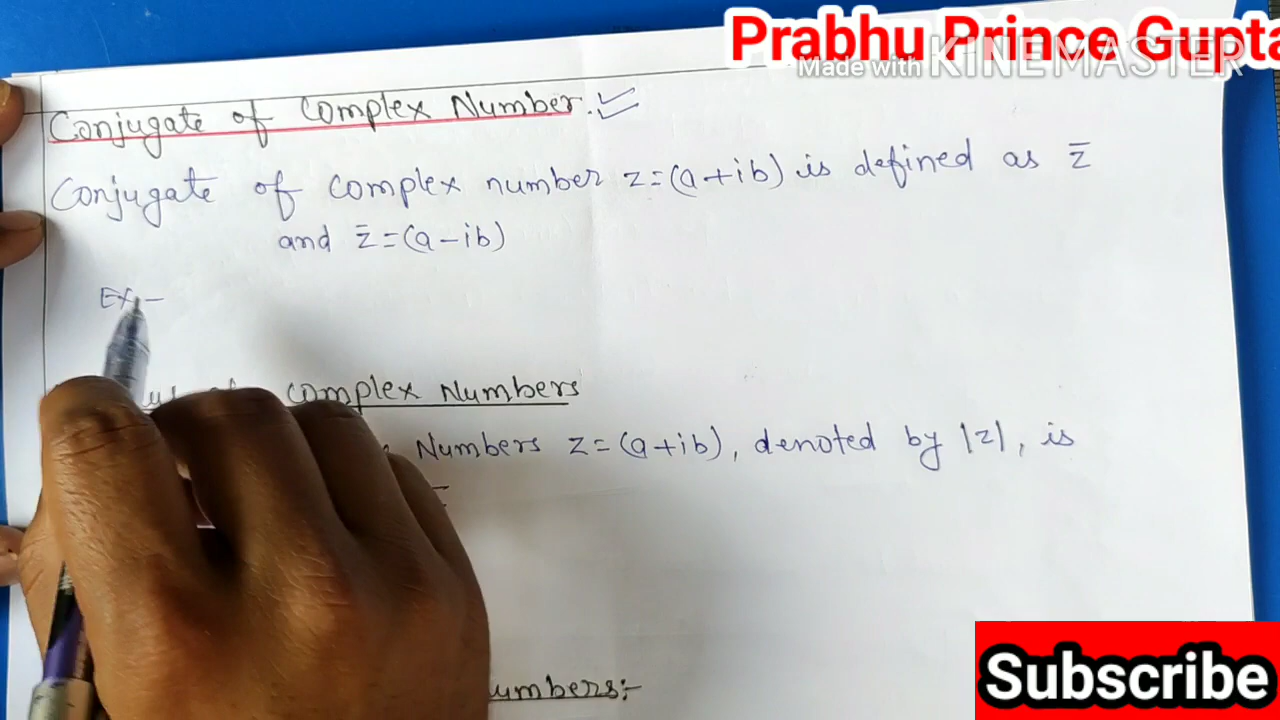 Prabhu Prince Gupta
Made with KINEMASTER
Conjugate of Complex Number.
Conjugate of complex number z=(a+ib) is defined as z̄
and z̄=(a-ib)
Ex-
of complex Numbers
Numbers z=(a+ib), denoted by |z|, is
umbers:-
Subscribe